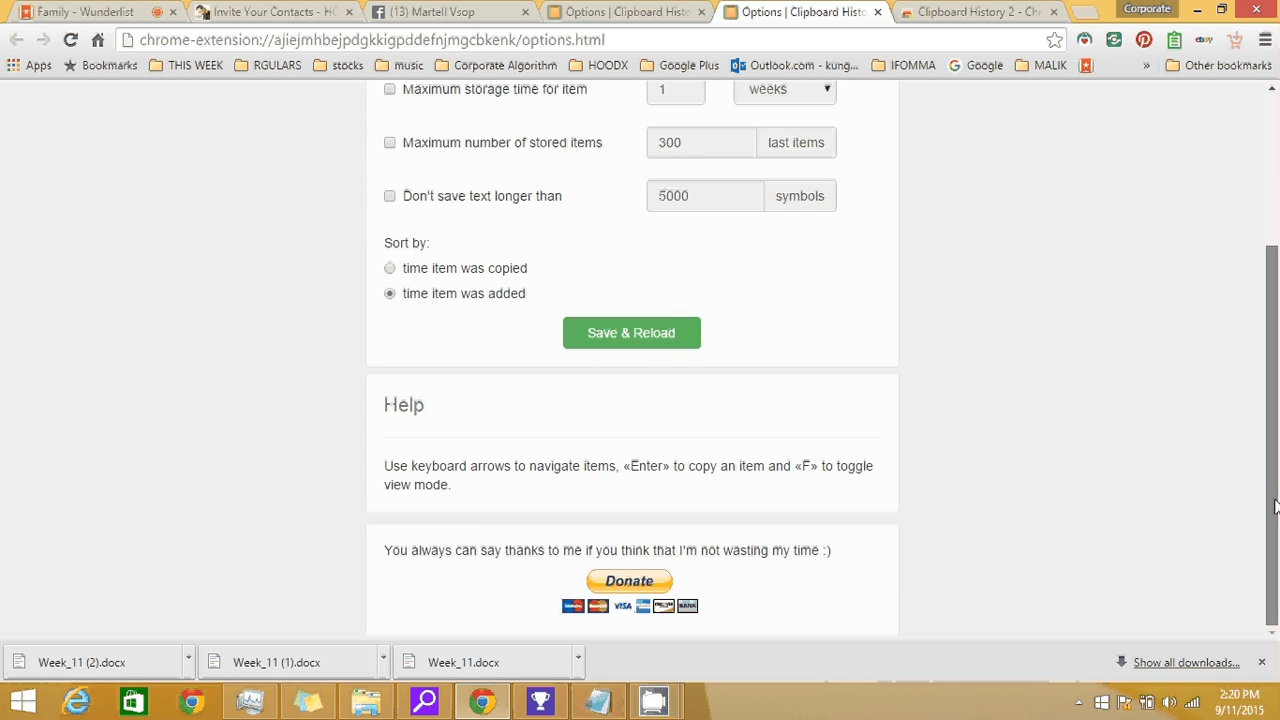 Family - Wunderlist
Invite Your Contacts - HC
(13) Martell Vsop
Options | Clipboard Histo
Options | Clipboard Histo
Clipboard History 2 - Chr
Corporate
chrome-extension://ajiejmhbejpdgkkigpddefnjmgcbkenk/options.html
Apps
Bookmarks
THIS WEEK
RGULARS
stocks
music
Corporate Algorithm
HOODX
Google Plus
Outlook.com - kung...
IFOMMA
Google
MALIK
»
Other bookmarks
Maximum storage time for item
1
weeks
Maximum number of stored items
300
last items
Don't save text longer than
5000
symbols
Sort by:
time item was copied
time item was added
Save & Reload
Help
Use keyboard arrows to navigate items, «Enter» to copy an item and «F» to toggle
view mode.
You always can say thanks to me if you think that I'm not wasting my time :)
Donate
VISA
Week_11 (2).docx
Week_11 (1).docx
Week_11.docx
Show all downloads...
2:20 PM
9/11/2015